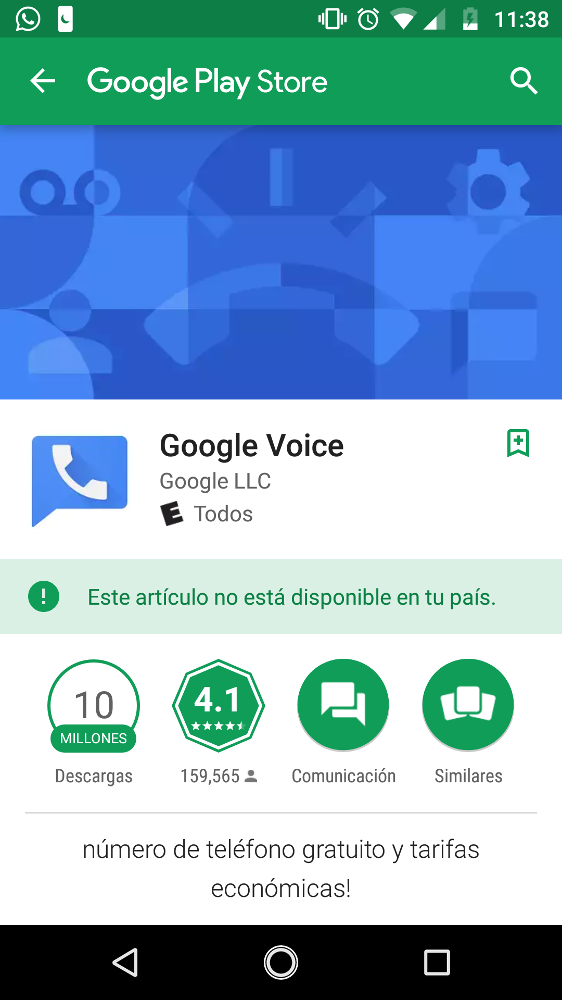 11:38
Google Play Store
Google Voice
Google LLC
E Todos
! Este artículo no está disponible en tu país.
10
MILLONES
4.1
Descargas
159,565
Comunicación
Similares
número de teléfono gratuito y tarifas
económicas!